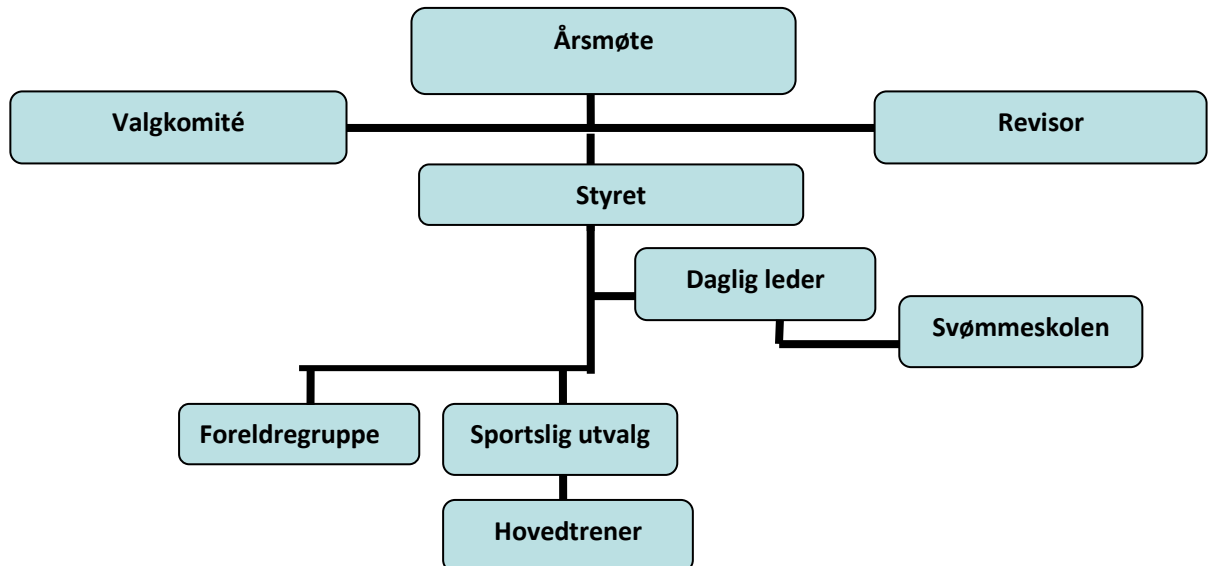 Årsmøte
Valgkomité
Revisor
Styret
Daglig leder
Svømmeskolen
Foreldregruppe
Sportslig utvalg
Hovedtrener